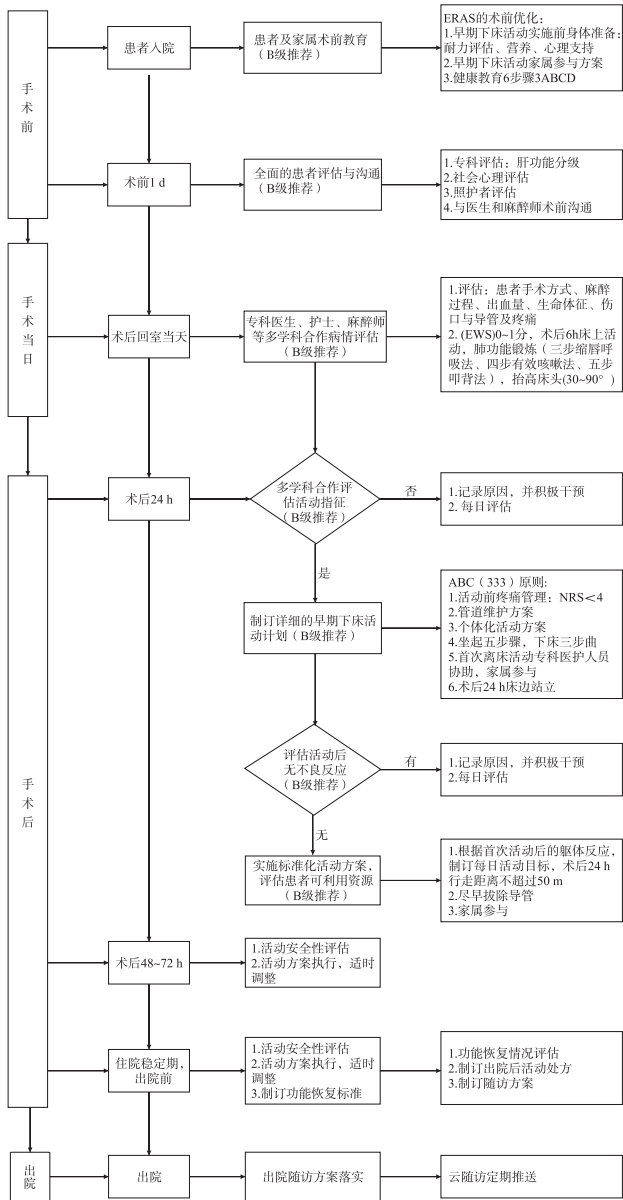 手术前
患者入院
患者及家属术前教育
（B级推荐）
ERAS的术前优化：
1.早期下床活动实施前身体准备：
耐力评估、营养、心理支持
2.早期下床活动家属参与方案
3.健康教育6步骤3ABCD
术前1 d
全面的患者评估与沟通
（B级推荐）
1.专科评估：肝功能分级
2.社会心理评估
3.照护者评估
4.与医生和麻醉师术前沟通
手术当日
术后回室当天
专科医生、护士、麻醉师
等多学科合作病情评估
（B级推荐）
1.评估：患者手术方式、麻醉
过程、出血量、生命体征、伤
口与导管及疼痛
2. (EWS)0~1分，术后6h床上活
动，肺功能锻炼（三步缩唇呼
吸法、四步有效咳嗽法、五步
叩背法），抬高床头(30~90°）
手术后
术后24 h
多学科合作评
估活动指征
（B级推荐）
否
1.记录原因，并积极干预
2. 每日评估
是
制订详细的早期下床活
动计划（B级推荐）
ABC（333）原则:
1.活动前疼痛管理：NRS＜4
2.管道维护方案
3.个体化活动方案
4.坐起五步骤，下床三步曲
5.首次离床活动专科医护人员
协助，家属参与
6.术后24 h床边站立
评估活动后
无不良反应
（B级推荐）
有
1.记录原因，并积极干预
2.每日评估
无
实施标准化活动方案，
评估患者可利用资源
（B级推荐）
1.根据首次活动后的躯体反应，
制订每日活动目标，术后24 h
行走距离不超过50 m
2.尽早拔除导管
3.家属参与
术后48~72 h
1.活动安全性评估
2.活动方案执行，适时
调整
住院稳定期，
出院前
1.活动安全性评估
2.活动方案执行，适时
调整
3.制订功能恢复标准
1.功能恢复情况评估
2.制订出院后活动处方
3.制订随访方案
出院
出院
出院随访方案落实
云随访定期推送